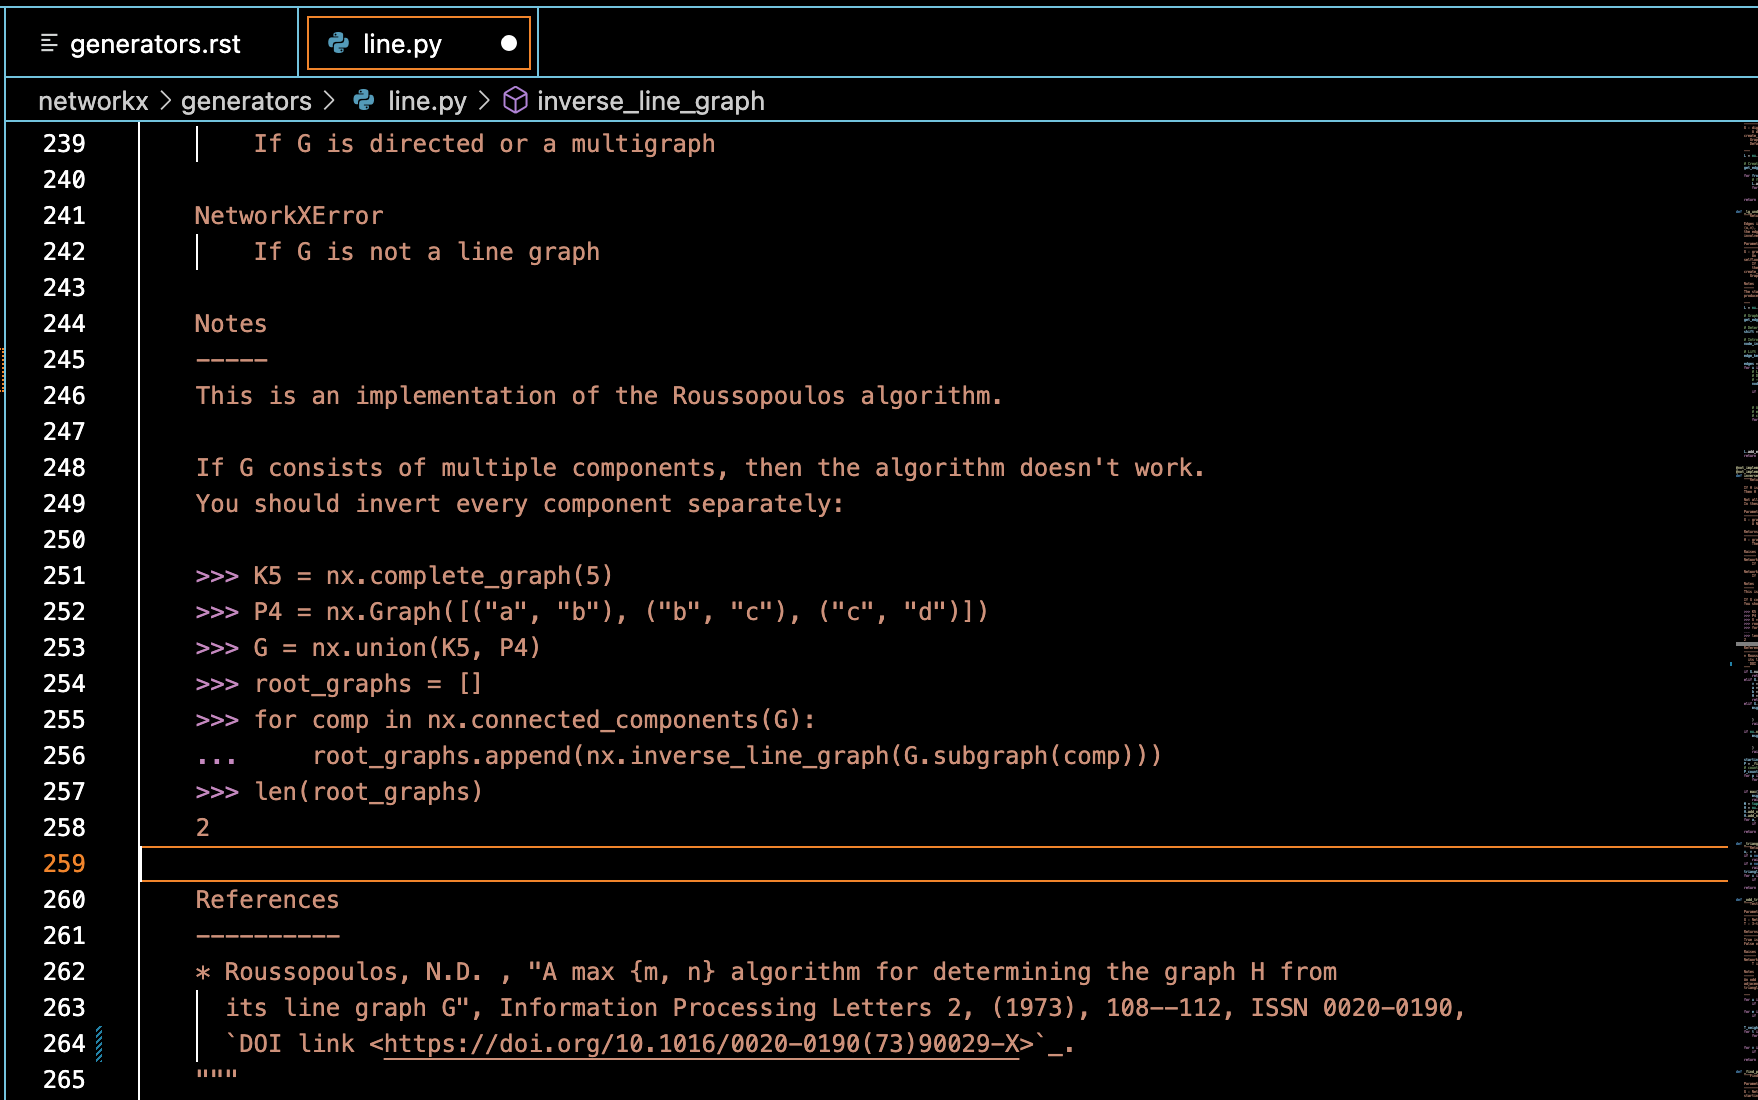 generators.rst
line.py
networkx > generators > line.py > inverse_line_graph
239 If G is directed or a multigraph
240
241 NetworkXError
242 If G is not a line graph
243
244 Notes
245 -----
246 This is an implementation of the Roussopoulos algorithm.
247
248 If G consists of multiple components, then the algorithm doesn't work.
249 You should invert every component separately:
250
251 >>> K5 = nx.complete_graph(5)
252 >>> P4 = nx.Graph([("a", "b"), ("b", "c"), ("c", "d")])
253 >>> G = nx.union(K5, P4)
254 >>> root_graphs = []
255 >>> for comp in nx.connected_components(G):
256 ...     root_graphs.append(nx.inverse_line_graph(G.subgraph(comp)))
257 >>> len(root_graphs)
258 2
259
260 References
261 ----------
262 * Roussopoulos, N.D. , "A max {m, n} algorithm for determining the graph H from
263 its line graph G", Information Processing Letters 2, (1973), 108--112, ISSN 0020-0190,
264 `DOI link <https://doi.org/10.1016/0020-0190(73)90029-X>`_.
265 """